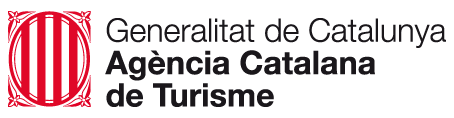 Generalitat de Catalunya
Agència Catalana
de Turisme